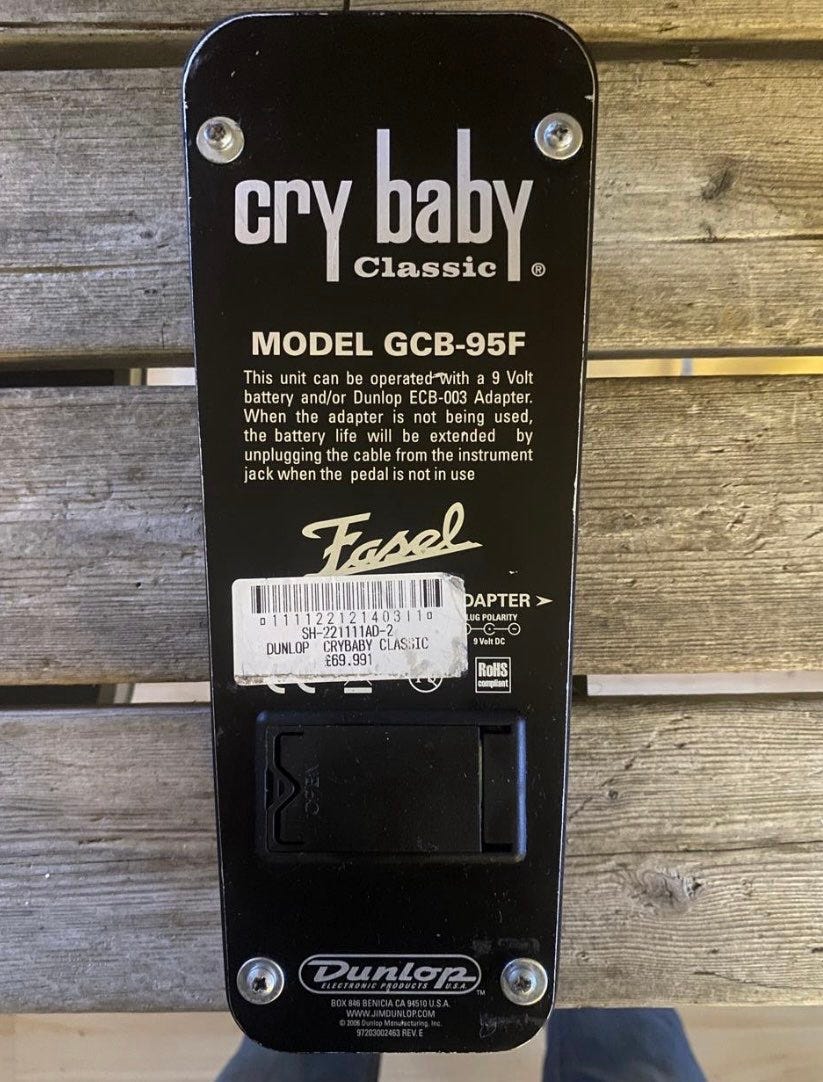 cry baby
Classic ®
MODEL GCB-95F
This unit can be operated with a 9 Volt
battery and/or Dunlop ECB-003 Adapter.
When the adapter is not being used,
the battery life will be extended by
unplugging the cable from the instrument
jack when the pedal is not in use
Fasel
DAPTER ➤
LUG POLARITY
9 Volt DC
SH-221111AD-2
DUNLOP CRYBABY CLASSIC
£69.991
RoHS
compliant
OPEN
Dunlop
ELECTRONIC PRODUCTS U.S.A. ™
BOX 846 BENICIA CA 94510 U.S.A.
WWW.JIMDUNLOP.COM
© 2006 Dunlop Manufacturing, Inc.
97203002463 REV. E